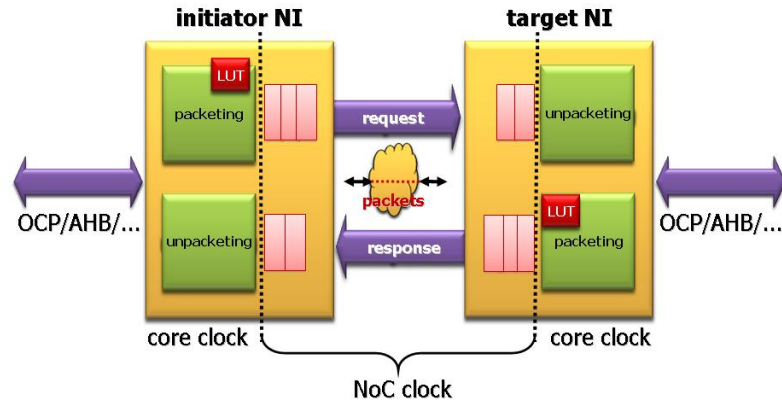 initiator NI
target NI
LUT
packeting
request
unpacketing
OCP/AHB/...
packets
OCP/AHB/...
unpacketing
response
LUT
packeting
core clock
core clock
NoC clock